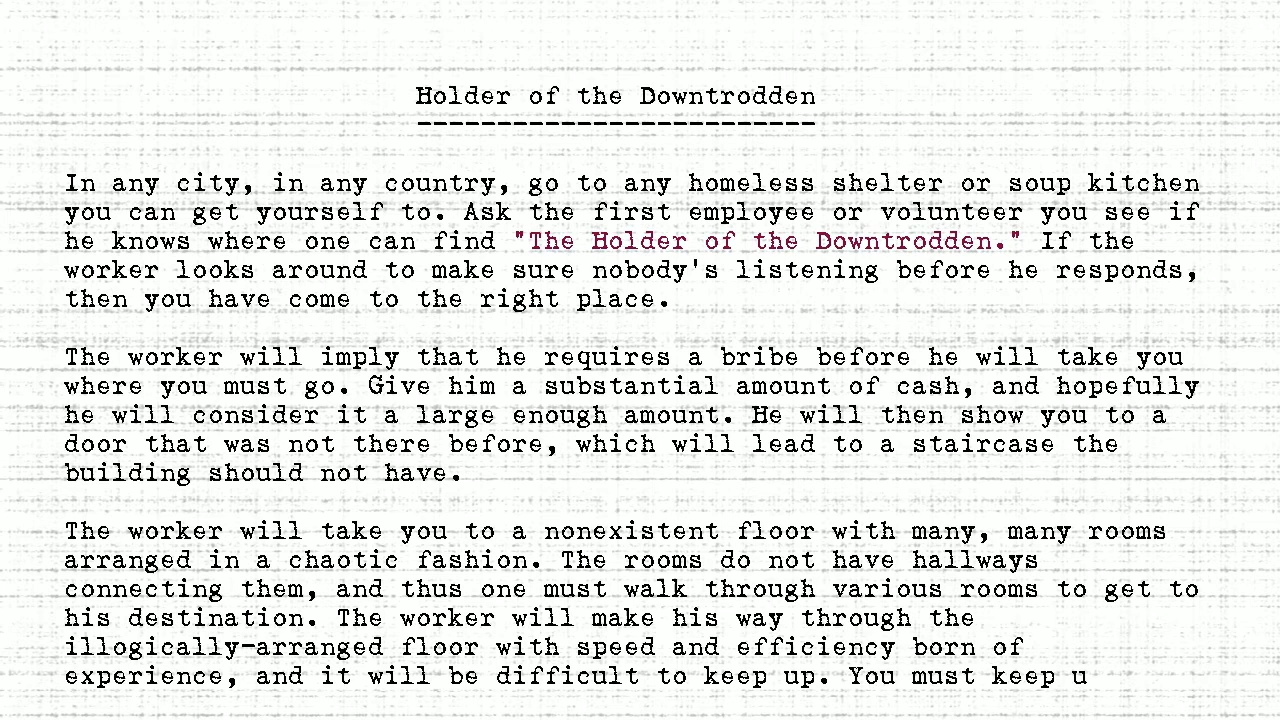 Holder of the Downtrodden
-------------------------
In any city, in any country, go to any homeless shelter or soup kitchen
you can get yourself to. Ask the first employee or volunteer you see if
he knows where one can find "The Holder of the Downtrodden." If the
worker looks around to make sure nobody's listening before he responds,
then you have come to the right place.
The worker will imply that he requires a bribe before he will take you
where you must go. Give him a substantial amount of cash, and hopefully
he will consider it a large enough amount. He will then show you to a
door that was not there before, which will lead to a staircase the
building should not have.
The worker will take you to a nonexistent floor with many, many rooms
arranged in a chaotic fashion. The rooms do not have hallways
connecting them, and thus one must walk through various rooms to get to
his destination. The worker will make his way through the
illogically-arranged floor with speed and efficiency born of
experience, and it will be difficult to keep up. You must keep u